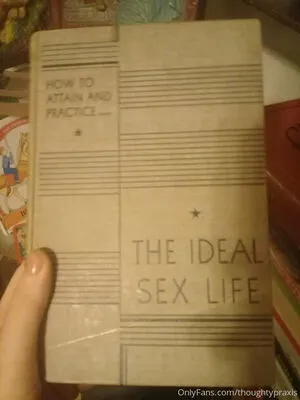 HOW TO
ATTAIN AND
PRACTICE
THE IDEAL
SEX LIFE
OnlyFans.com/thoughtypraxis